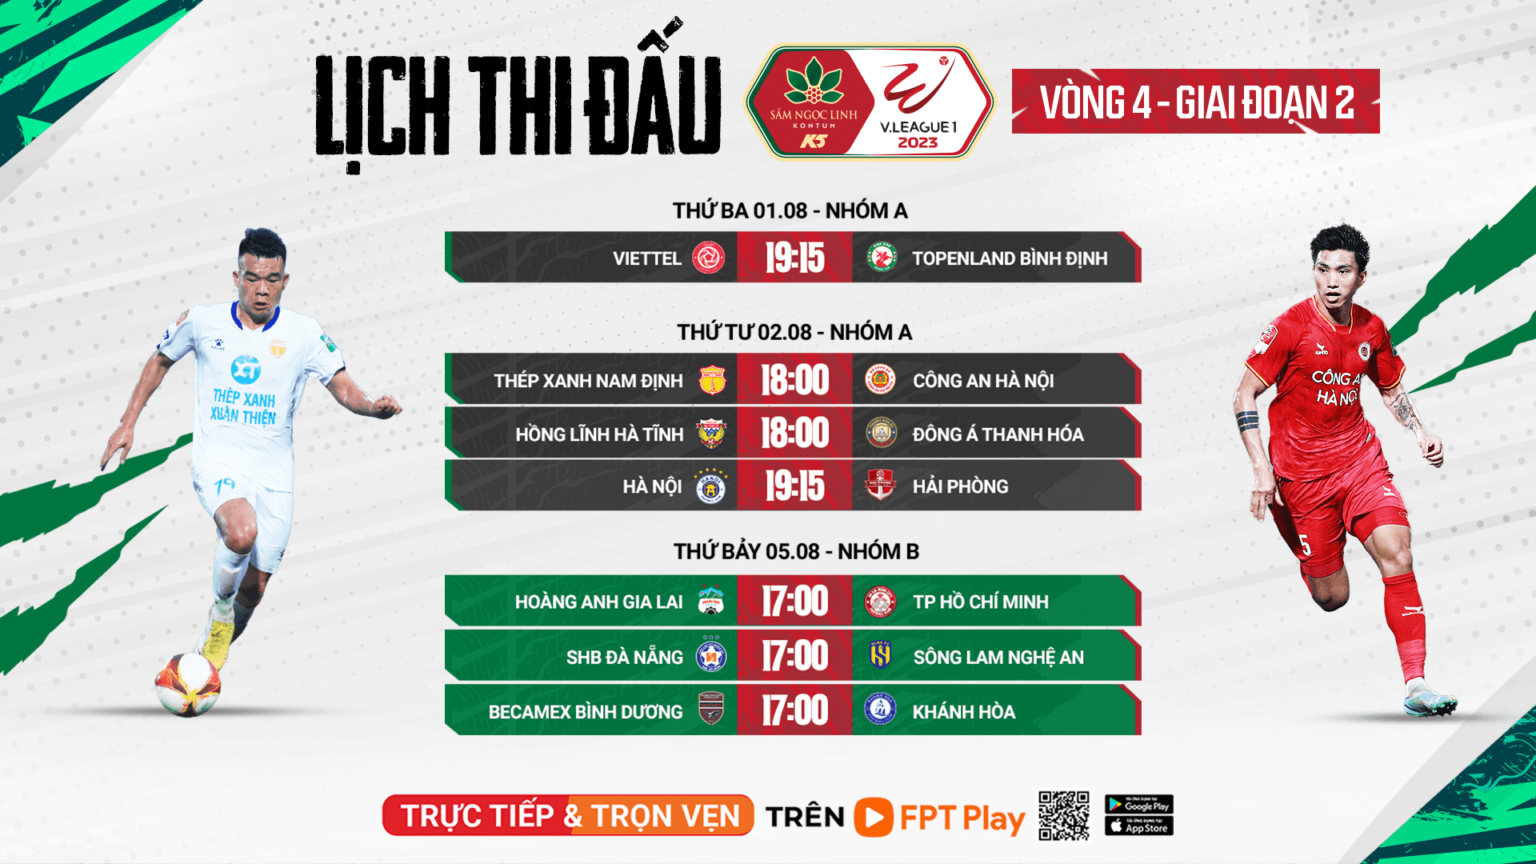 LỊCH THI ĐẤU
SÂM NGỌC LINH
KONTUM
K5
V.LEAGUE 1
2023
VÒNG 4 - GIAI ĐOẠN 2
THỨ BA 01.08 - NHÓM A
VIETTEL 19:15 TOPENLAND BÌNH ĐỊNH
THỨ TƯ 02.08 - NHÓM A
THÉP XANH NAM ĐỊNH 18:00 CÔNG AN HÀ NỘI
HỒNG LĨNH HÀ TĨNH 18:00 ĐÔNG Á THANH HÓA
HÀ NỘI 19:15 HẢI PHÒNG
THỨ BẢY 05.08 - NHÓM B
HOÀNG ANH GIA LAI 17:00 TP HỒ CHÍ MINH
SHB ĐÀ NẴNG 17:00 SÔNG LAM NGHỆ AN
BECAMEX BÌNH DƯƠNG 17:00 KHÁNH HÒA
XT
THÉP XANH
XUÂN THIỆN
19
CÔNG A
HÀ NỘI
5
TRỰC TIẾP & TRỌN VẸN TRÊN FPT Play
Google Play
App Store